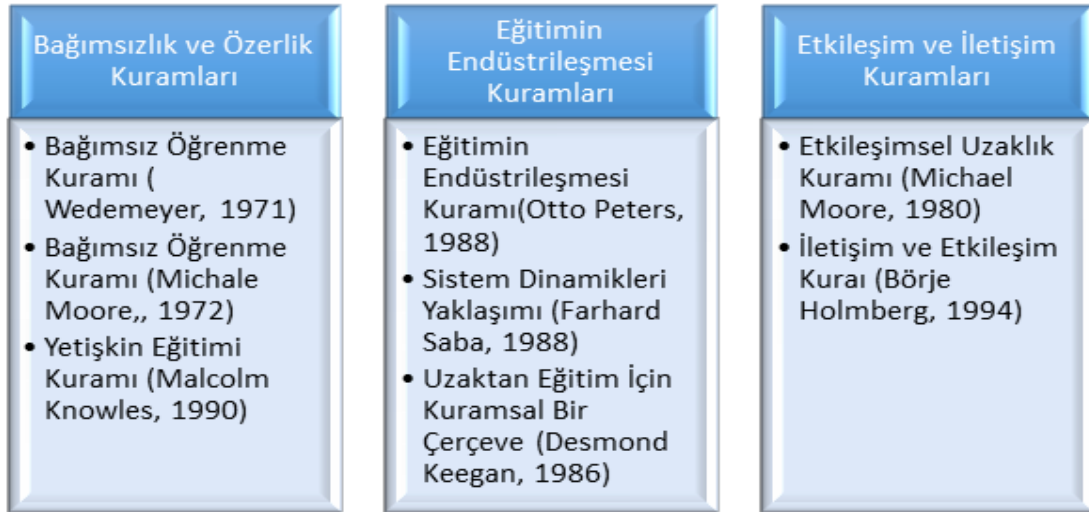 Bağımsızlık ve Özerlik
Kuramları
• Bağımsız Öğrenme
Kuramı (
Wedemeyer, 1971)
• Bağımsız Öğrenme
Kuramı (Michale
Moore,, 1972)
• Yetişkin Eğitimi
Kuramı (Malcolm
Knowles, 1990)
Eğitimin
Endüstrileşmesi
Kuramları
• Eğitimin
Endüstrileşmesi
Kuramı(Otto Peters,
1988)
• Sistem Dinamikleri
Yaklaşımı (Farhard
Saba, 1988)
• Uzaktan Eğitim İçin
Kuramsal Bir
Çerçeve (Desmond
Keegan, 1986)
Etkileşim ve İletişim
Kuramları
• Etkileşimsel Uzaklık
Kuramı (Michael
Moore, 1980)
• İletişim ve Etkileşim
Kuraı (Börje
Holmberg, 1994)